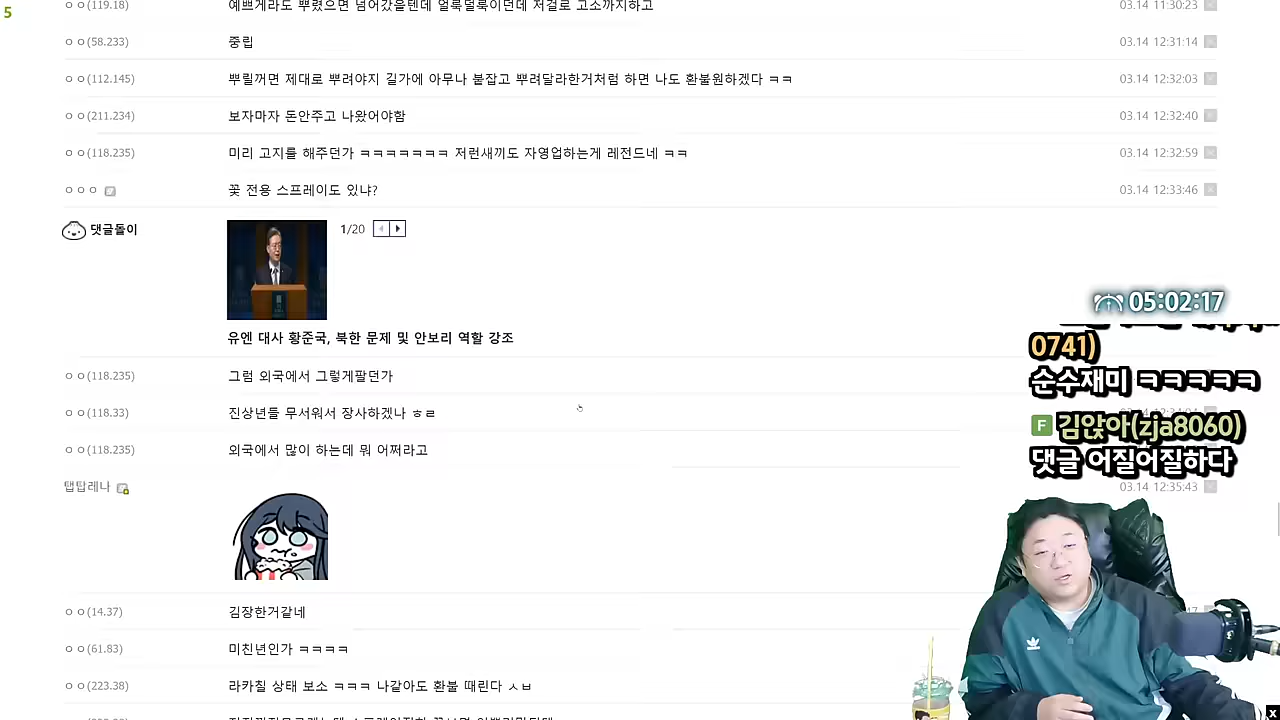 5
ㅇㅇ(119.18) 예쁘게라도 뿌렸으면 넘어갔을텐데 얼룩덜룩이던데 저걸로 고소까지하고 03.14 11:30:23
ㅇㅇ(58.233) 중립 03.14 12:31:14
ㅇㅇ(112.145) 뿌릴꺼면 제대로 뿌려야지 길가에 아무나 붙잡고 뿌려달라한거처럼 하면 나도 환불원하겠다 ㅋㅋ 03.14 12:32:03
ㅇㅇ(211.234) 보자마자 돈안주고 나왔어야함 03.14 12:32:40
ㅇㅇ(118.235) 미리 고지를 해주던가 ㅋㅋㅋㅋㅋㅋㅋ 저런새끼도 자영업하는게 레전드네 ㅋㅋ 03.14 12:32:59
ㅇㅇㅇ 꽃 전용 스프레이도 있냐? 03.14 12:33:46
댓글돌이 1/20
05:02:17
유엔 대사 황준국, 북한 문제 및 안보리 역할 강조
0741)
ㅇㅇ(118.235) 그럼 외국에서 그렇게팔던가
순수재미 ㅋㅋㅋㅋㅋ
ㅇㅇ(118.33) 진상년들 무서워서 장사하겠나 ㅎㄹ
F 김앉아(zja8060)
ㅇㅇ(118.235) 외국에서 많이 하는데 뭐 어쩌라고
댓글 어질어질하다
탭탑레나 03.14 12:35:43
ㅇㅇ(14.37) 김장한거같네
ㅇㅇ(61.83) 미친년인가 ㅋㅋㅋㅋ
ㅇㅇ(223.38) 라카칠 상태 보소 ㅋㅋㅋ 나같아도 환불 때린다 ㅅㅂ
x